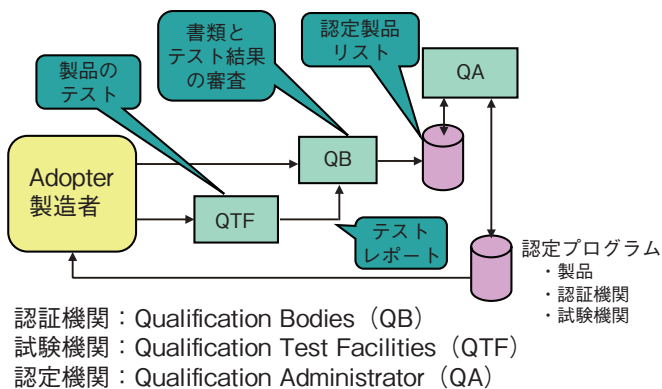 製品の
テスト
書類と
テスト結果
の審査
認定製品
リスト
QA
QB
Adopter
製造者
QTF
テスト
レポート
認定プログラム
・製品
・認証機関
・試験機関
認証機関：Qualification Bodies（QB）
試験機関：Qualification Test Facilities（QTF）
認定機関：Qualification Administrator（QA）